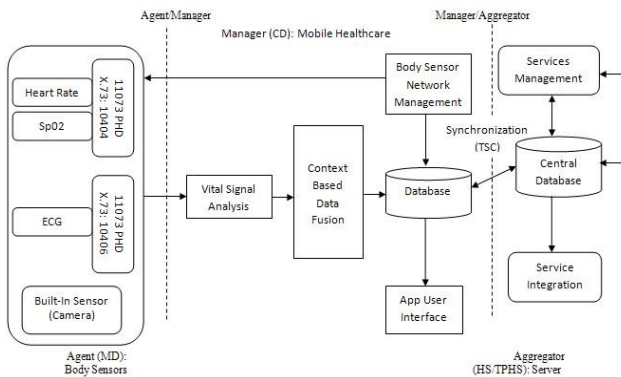 Agent/Manager
Manager/Aggregator
Manager (CD): Mobile Healthcare
Heart Rate
SpO2
11073 PHD
X.73: 10404
ECG
11073 PHD
X.73: 10406
Built-In Sensor
(Camera)
Agent (MD):
Body Sensors
Vital Signal
Analysis
Context
Based
Data
Fusion
Body Sensor
Network
Management
Database
App User
Interface
Synchronization
(TSC)
Services
Management
Central
Database
Service
Integration
Aggregator
(HS/TPHS): Server